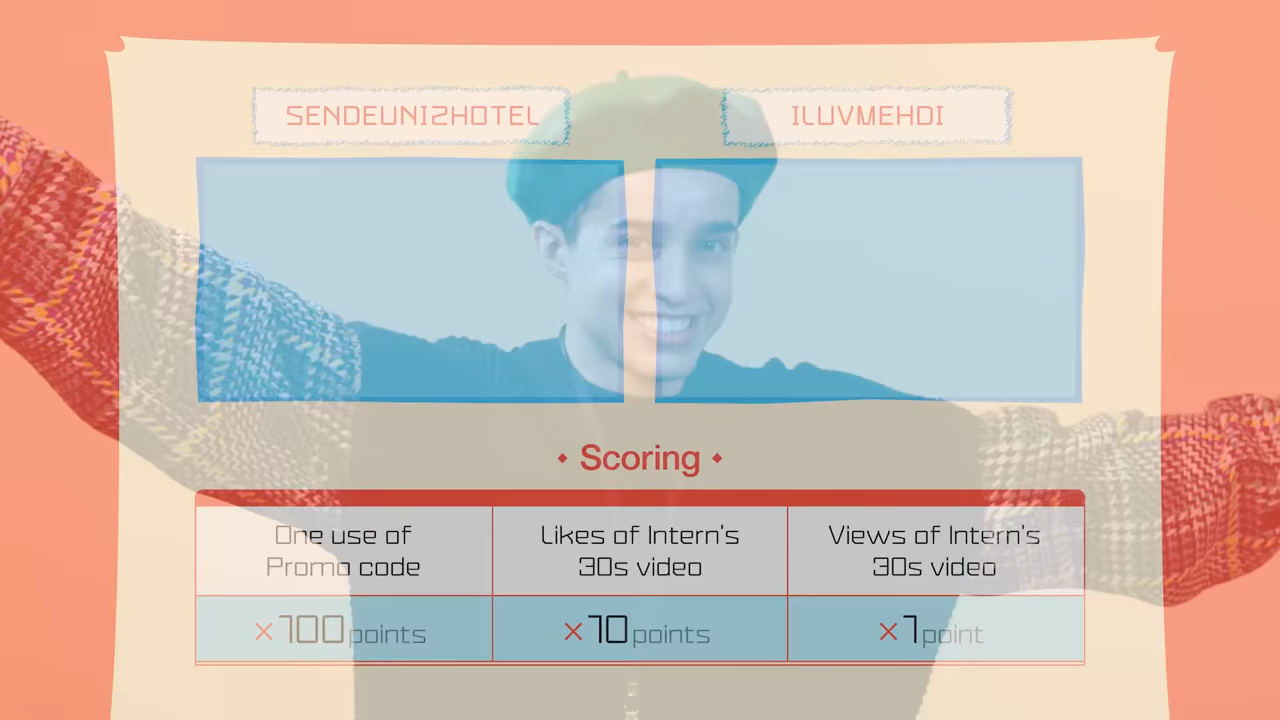 SENDEUNI2HOTEL
ILUVMEHDI
Scoring
One use of
Promo code
Likes of Intern's
30s video
Views of Intern's
30s video
×100points
×10points
×1point